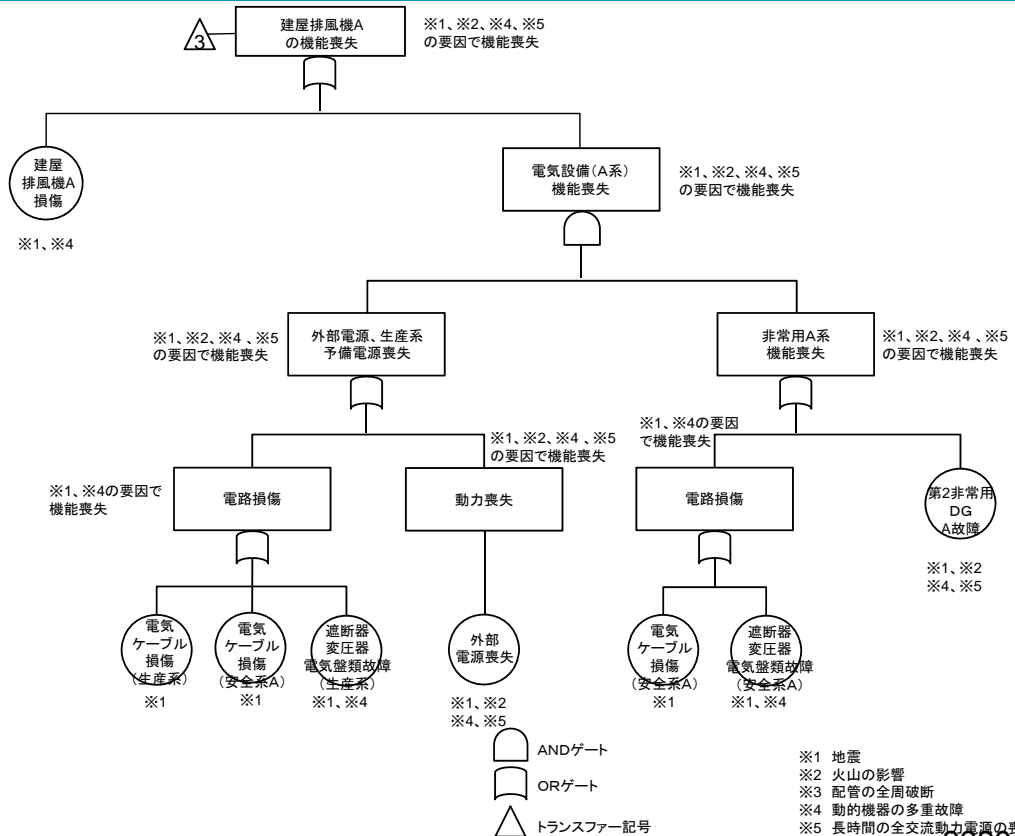 3
建屋排風機A
の機能喪失
※1、※2、※4、※5
の要因で機能喪失
建屋
排風機A
損傷
※1、※4
電気設備(A系)
機能喪失
※1、※2、※4、※5
の要因で機能喪失
※1、※2、※4 、※5
の要因で機能喪失
外部電源、生産系
予備電源喪失
非常用A系
機能喪失
※1、※2、※4 、※5
の要因で機能喪失
※1、※4の要因で
機能喪失
電路損傷
※1、※2、※4 、※5
の要因で機能喪失
動力喪失
※1、※4の要因
で機能喪失
電路損傷
第2非常用
DG
A故障
※1、※2
※4、※5
電気
ケーブル
損傷
(生産系)
※1
電気
ケーブル
損傷
(安全系A)
※1
遮断器
変圧器
電気盤類故障
(生産系)
※1、※4
外部
電源喪失
※1、※2
※4、※5
電気
ケーブル
損傷
(安全系A)
※1
遮断器
変圧器
電気盤類故障
(安全系A)
※1、※4
ANDゲート
ORゲート
トランスファー記号
※1 地震
※2 火山の影響
※3 配管の全周破断
※4 動的機器の多重故障
※5 長時間の全交流動力電源の